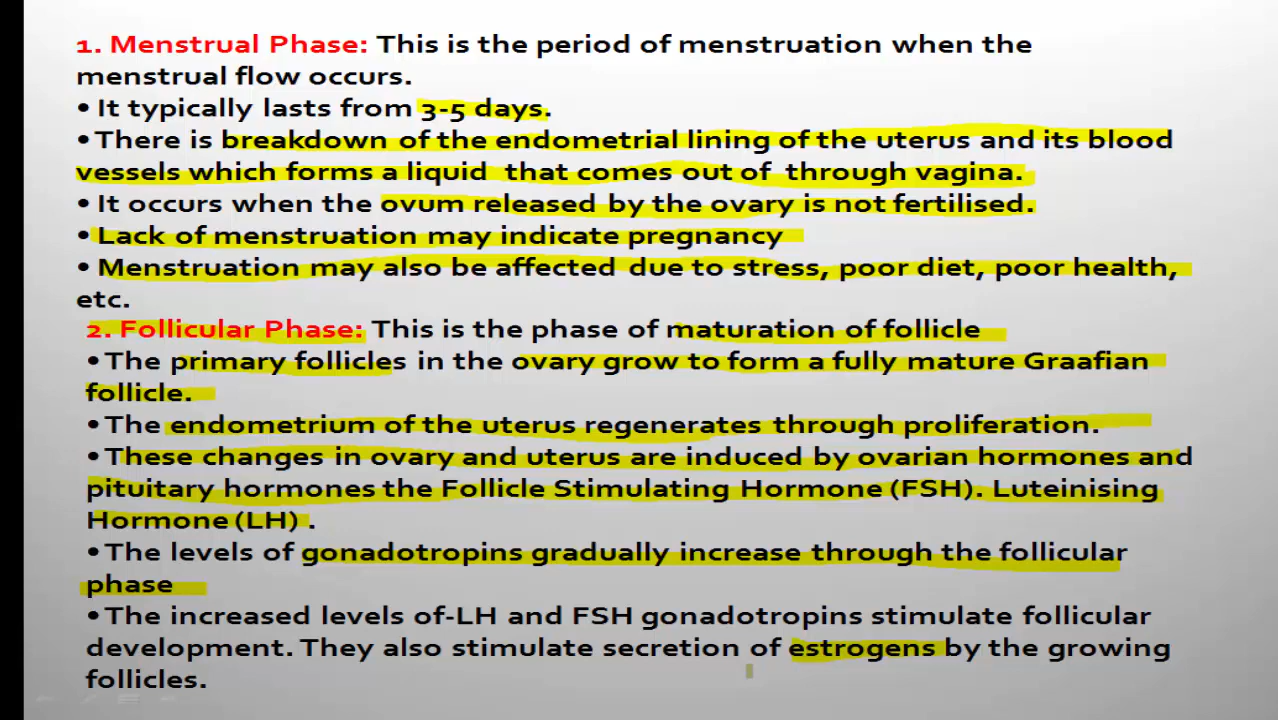 1. Menstrual Phase: This is the period of menstruation when the
menstrual flow occurs.
• It typically lasts from 3-5 days.
• There is breakdown of the endometrial lining of the uterus and its blood
vessels which forms a liquid that comes out of through vagina.
• It occurs when the ovum released by the ovary is not fertilised.
• Lack of menstruation may indicate pregnancy
• Menstruation may also be affected due to stress, poor diet, poor health,
etc.
2. Follicular Phase: This is the phase of maturation of follicle
• The primary follicles in the ovary grow to form a fully mature Graafian
follicle.
• The endometrium of the uterus regenerates through proliferation.
• These changes in ovary and uterus are induced by ovarian hormones and
pituitary hormones the Follicle Stimulating Hormone (FSH). Luteinising
Hormone (LH) .
• The levels of gonadotropins gradually increase through the follicular
phase
• The increased levels of-LH and FSH gonadotropins stimulate follicular
development. They also stimulate secretion of estrogens by the growing
follicles.